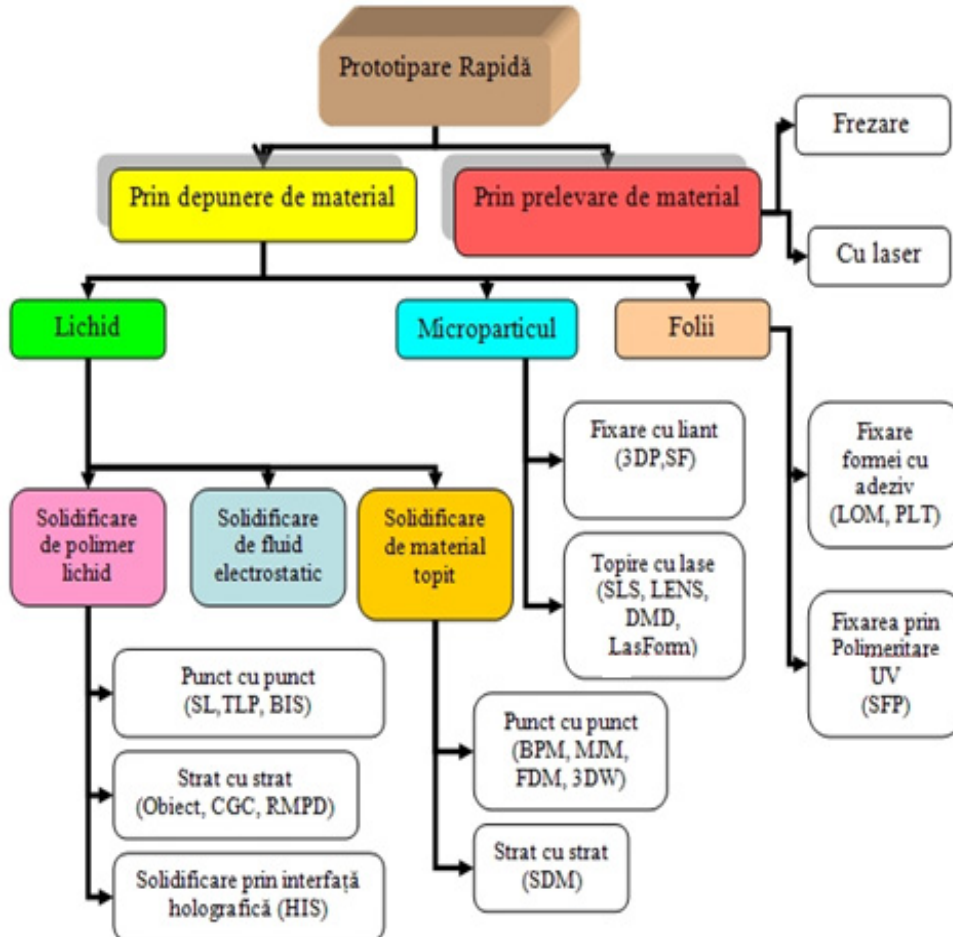 Prototipare Rapidă
Frezare
Prin depunere de material
Prin prelevare de material
Cu laser
Lichid
Microparticul
Folii
Fixare cu liant
(3DP,SF)
Fixare
formei cu
adeziv
(LOM, PLT)
Solidificare
de polimer
lichid
Solidificare
de fluid
electrostatic
Solidificare
de material
topit
Topire cu lase
(SLS, LENS,
DMD,
LasForm)
Fixarea prin
Polimeritare
UV
(SFP)
Punct cu punct
(SL,TLP, BIS)
Punct cu punct
(BPM, MJM,
FDM, 3DW)
Strat cu strat
(Obiect, CGC, RMPD)
Strat cu strat
(SDM)
Solidificare prin interfață
holografică (HIS)